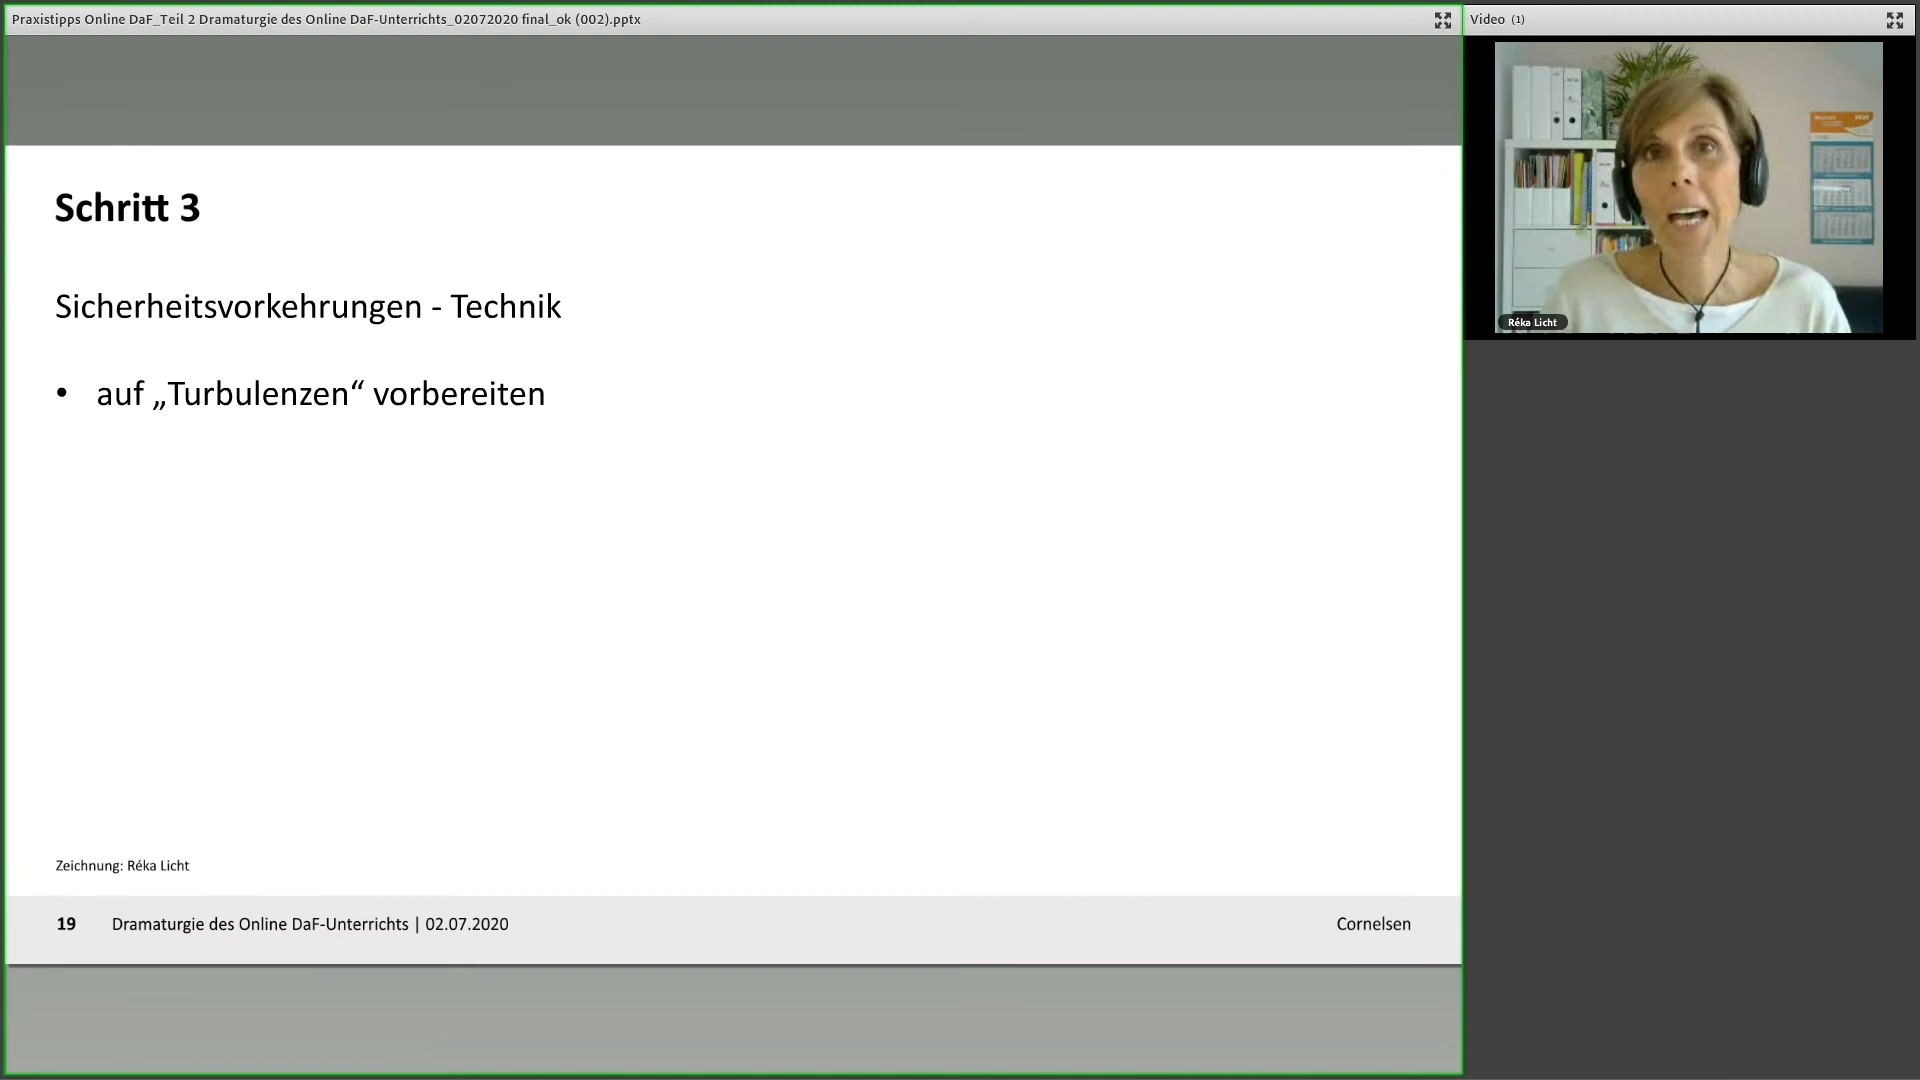 Praxistipps Online DaF_Teil 2 Dramaturgie des Online DaF-Unterrichts_02072020 final_ok (002).pptx
Video (1)
Réka Licht
Schritt 3
Sicherheitsvorkehrungen - Technik
• auf „Turbulenzen“ vorbereiten
Zeichnung: Réka Licht
19 Dramaturgie des Online DaF-Unterrichts | 02.07.2020
Cornelsen